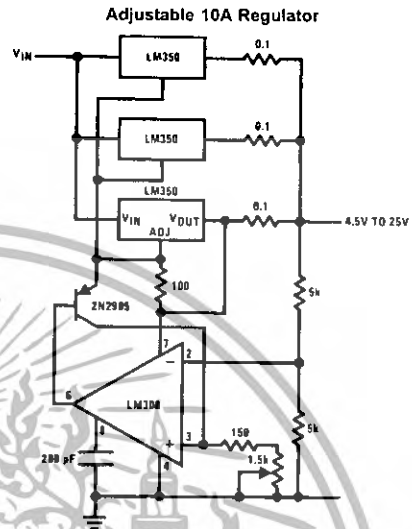 Adjustable 10A Regulator
VIN
LM350
0.1
LM350
0.1
LM350
VIN
VOUT
ADJ
0.1
4.5V TO 25V
100
5k
2N2905
7
2
−
6
LM308
5k
+
3
150
1.5k
8
4
200 pF